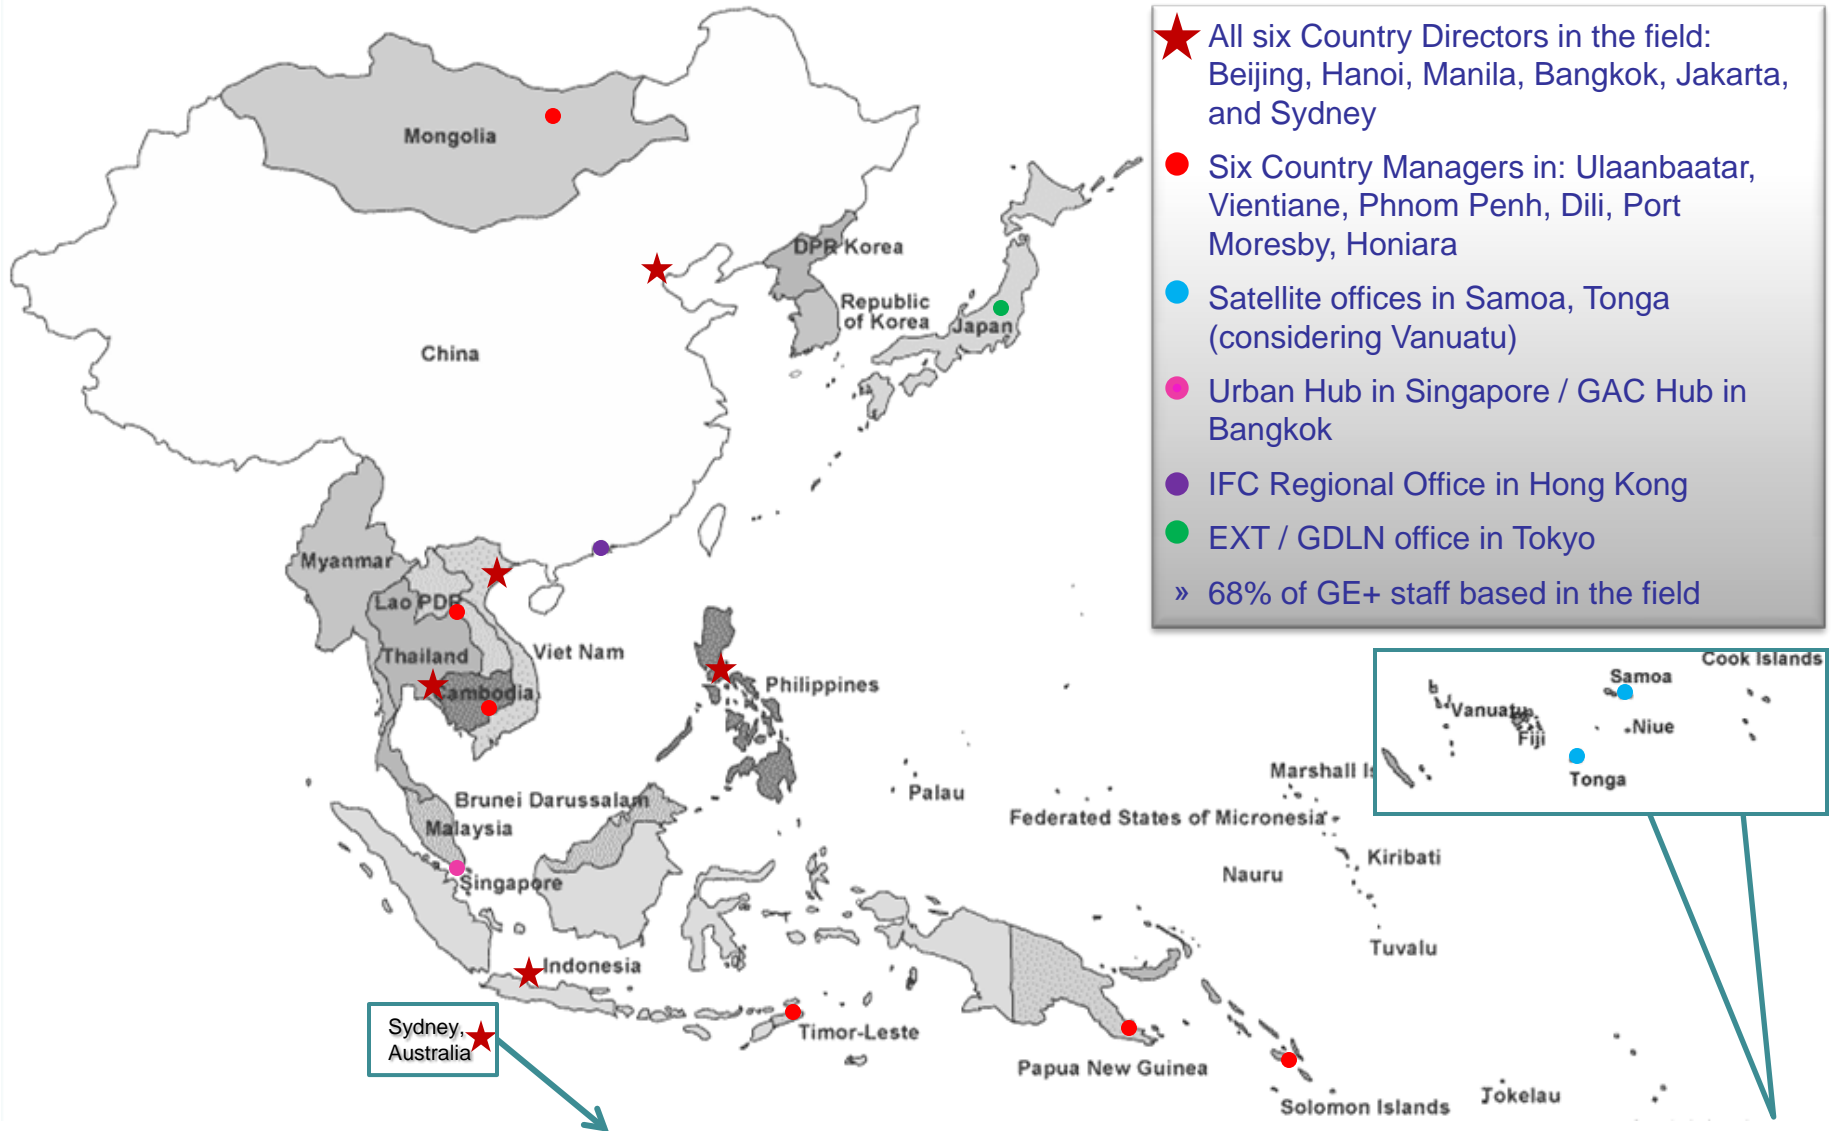 All six Country Directors in the field:
Beijing, Hanoi, Manila, Bangkok, Jakarta,
and Sydney
Six Country Managers in: Ulaanbaatar,
Vientiane, Phnom Penh, Dili, Port
Moresby, Honiara
Satellite offices in Samoa, Tonga
(considering Vanuatu)
Urban Hub in Singapore / GAC Hub in
Bangkok
IFC Regional Office in Hong Kong
EXT / GDLN office in Tokyo
» 68% of GE+ staff based in the field
Mongolia
DPR Korea
Republic
of Korea
Japan
China
Myanmar
Lao PDR
Thailand
Viet Nam
Cambodia
Philippines
Cook Islands
Samoa
Vanuatu
Fiji
Niue
Tonga
Marshall Is
Palau
Federated States of Micronesia
Brunei Darussalam
Malaysia
Kiribati
Nauru
Singapore
Tuvalu
Indonesia
Sydney,
Australia
Timor-Leste
Papua New Guinea
Solomon Islands
Tokelau